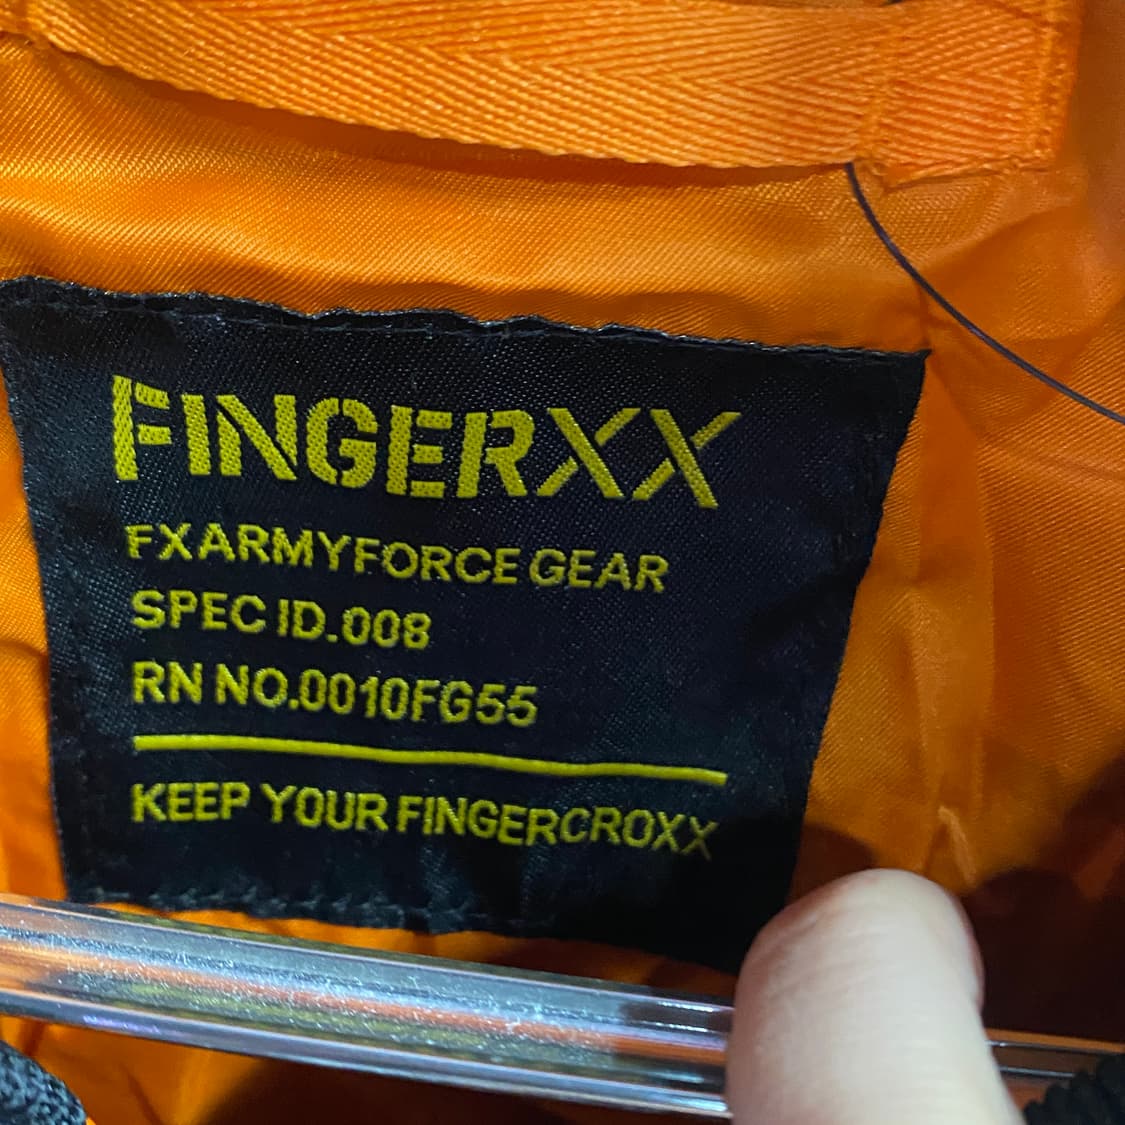 FINGERXX
FXARMYFORCE GEAR
SPEC ID.008
RN NO.0010FG55
KEEP YOUR FINGERCROXX